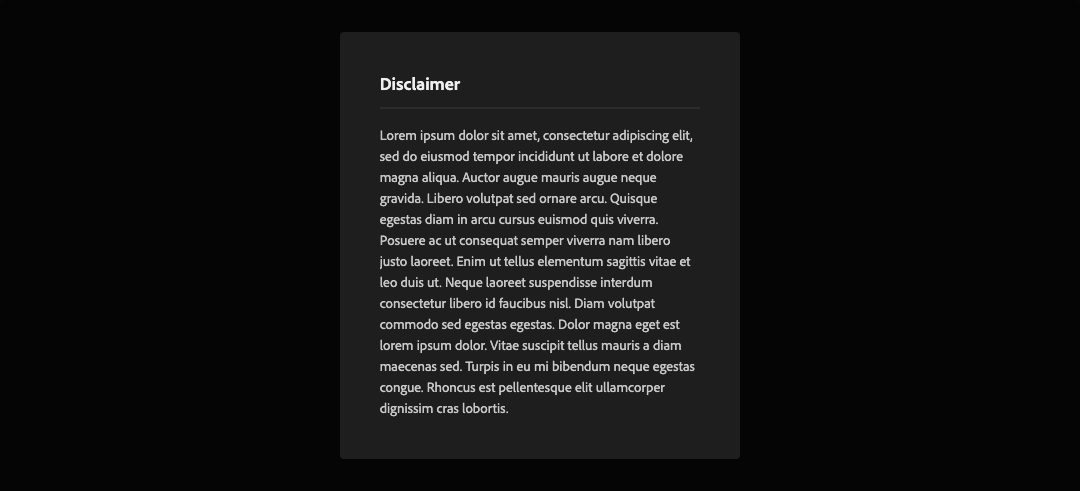 Disclaimer
Lorem ipsum dolor sit amet, consectetur adipiscing elit,
sed do eiusmod tempor incididunt ut labore et dolore
magna aliqua. Auctor augue mauris augue neque
gravida. Libero volutpat sed ornare arcu. Quisque
egestas diam in arcu cursus euismod quis viverra.
Posuere ac ut consequat semper viverra nam libero
justo laoreet. Enim ut tellus elementum sagittis vitae et
leo duis ut. Neque laoreet suspendisse interdum
consectetur libero id faucibus nisl. Diam volutpat
commodo sed egestas egestas. Dolor magna eget est
lorem ipsum dolor. Vitae suscipit tellus mauris a diam
maecenas sed. Turpis in eu mi bibendum neque egestas
congue. Rhoncus est pellentesque elit ullamcorper
dignissim cras lobortis.